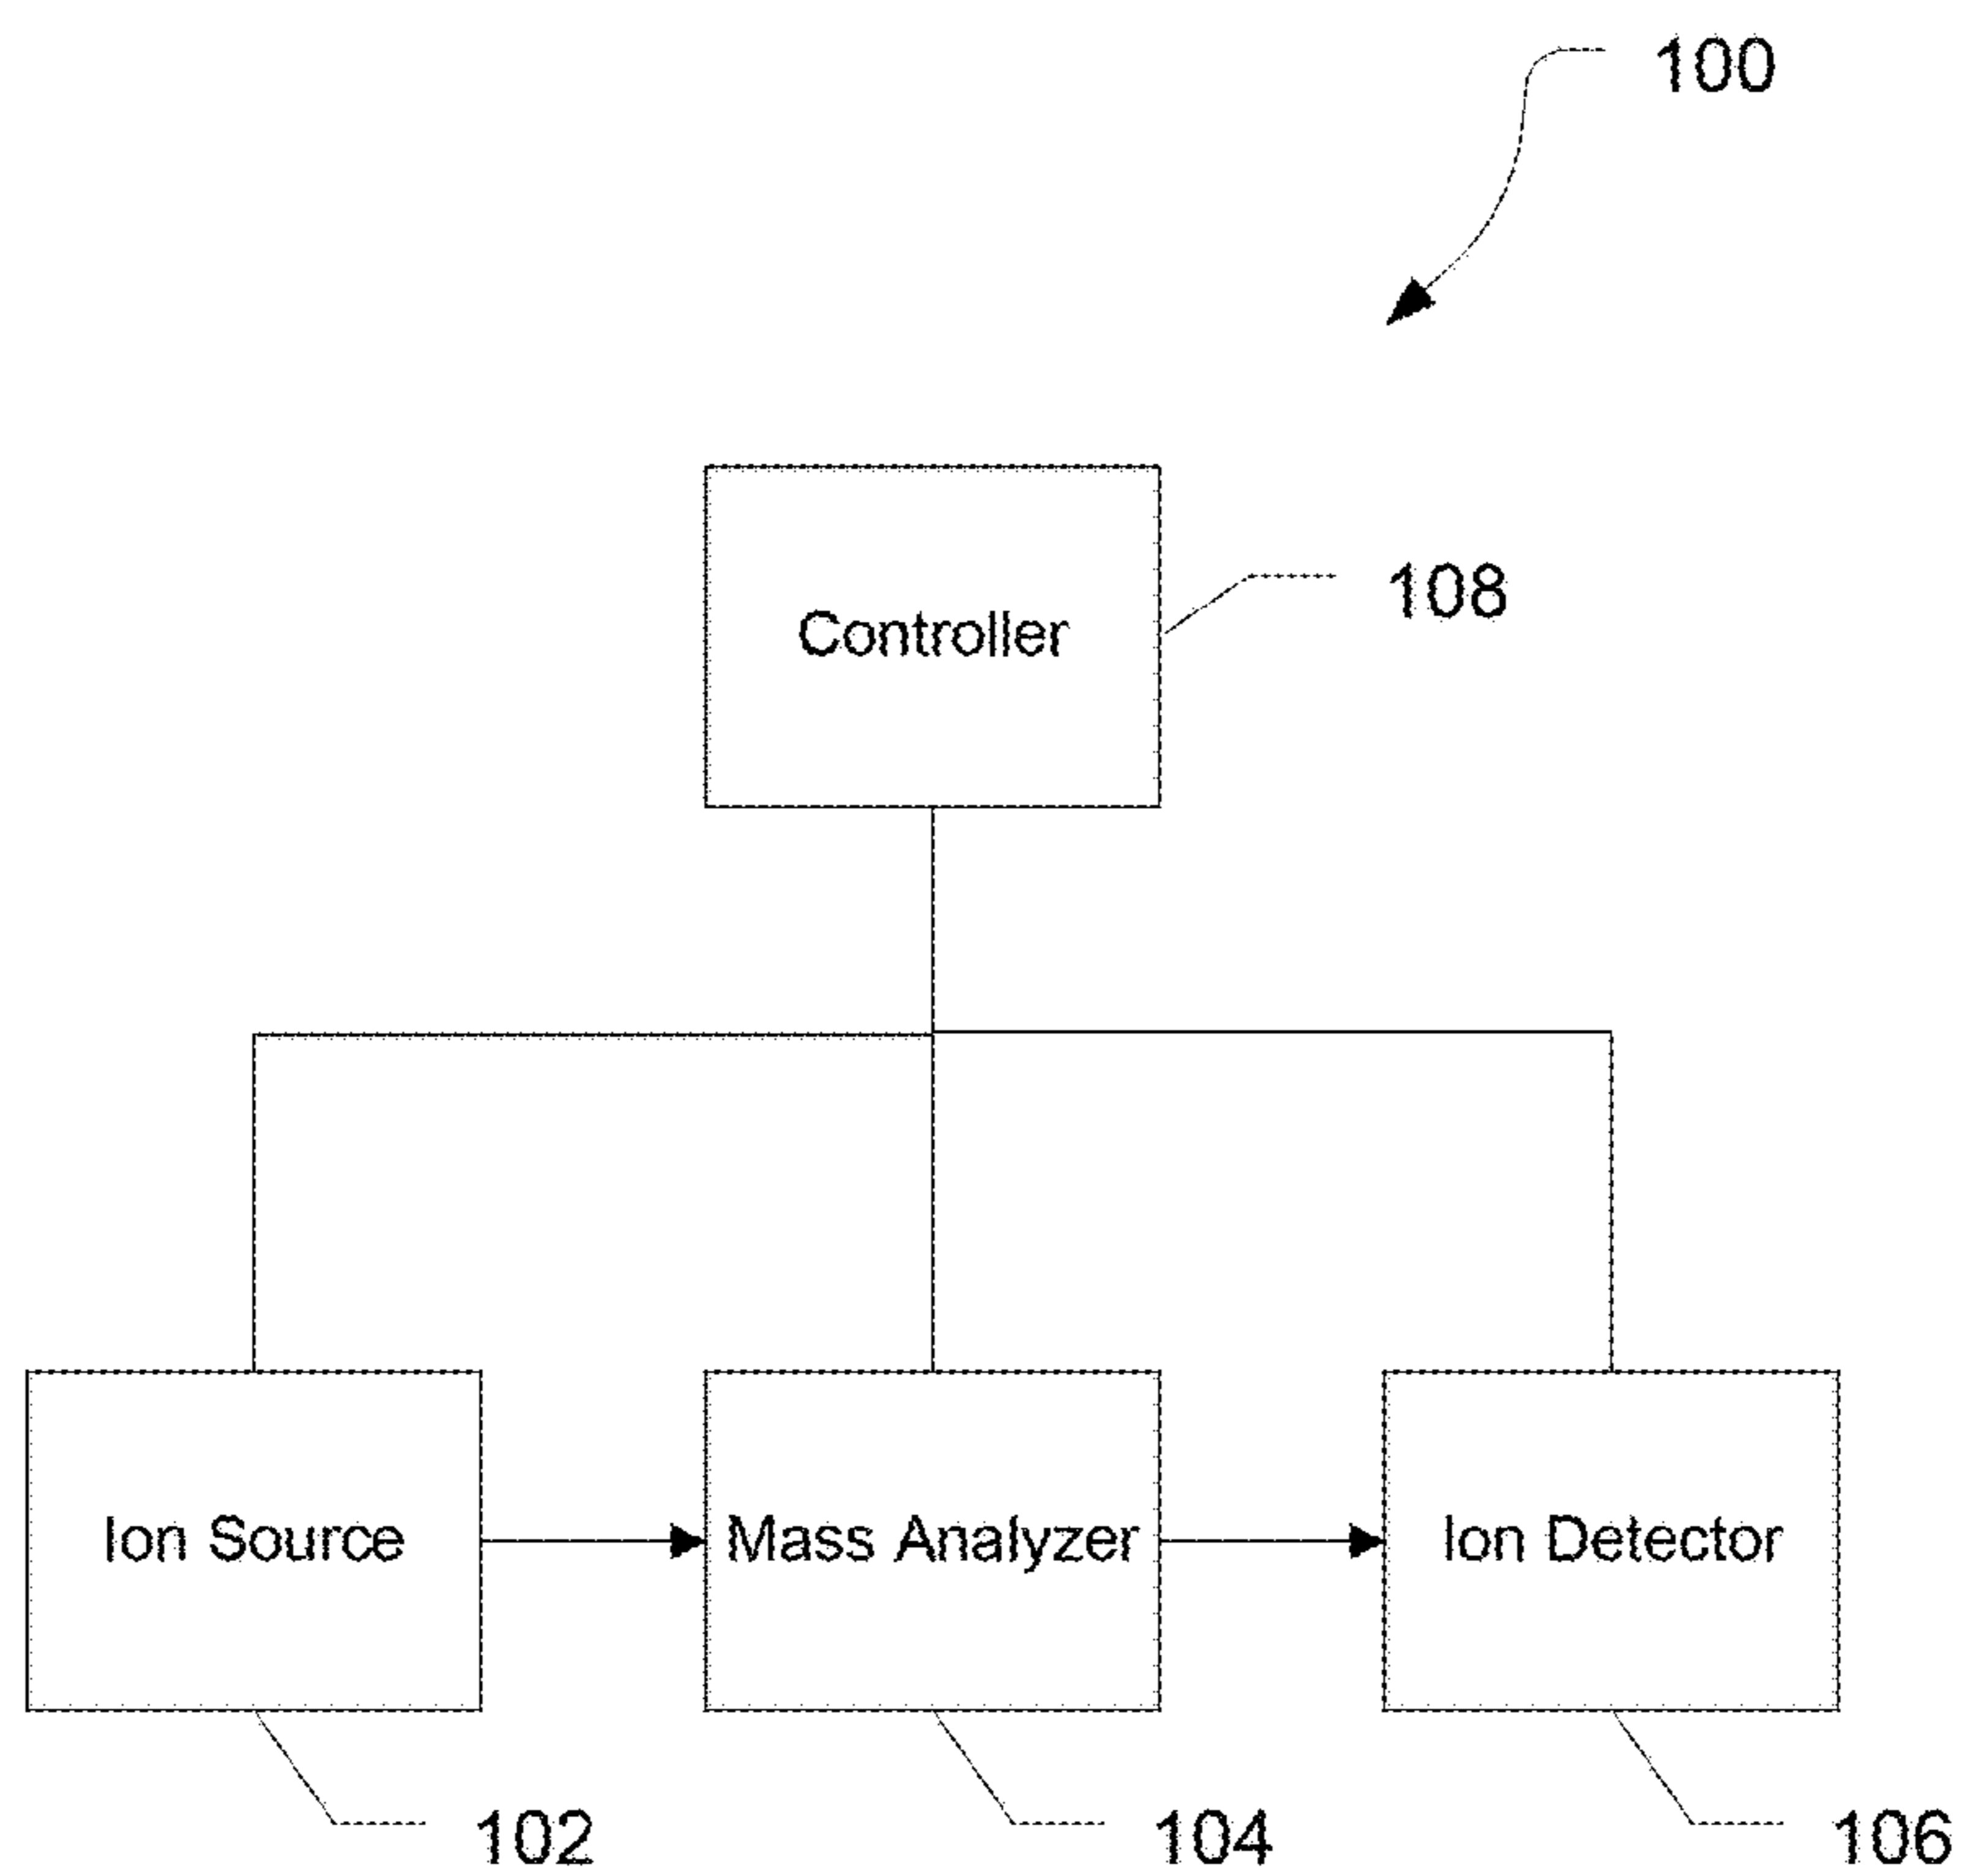 100
108
Controller
Ion Source
Mass Analyzer
Ion Detector
102
104
106